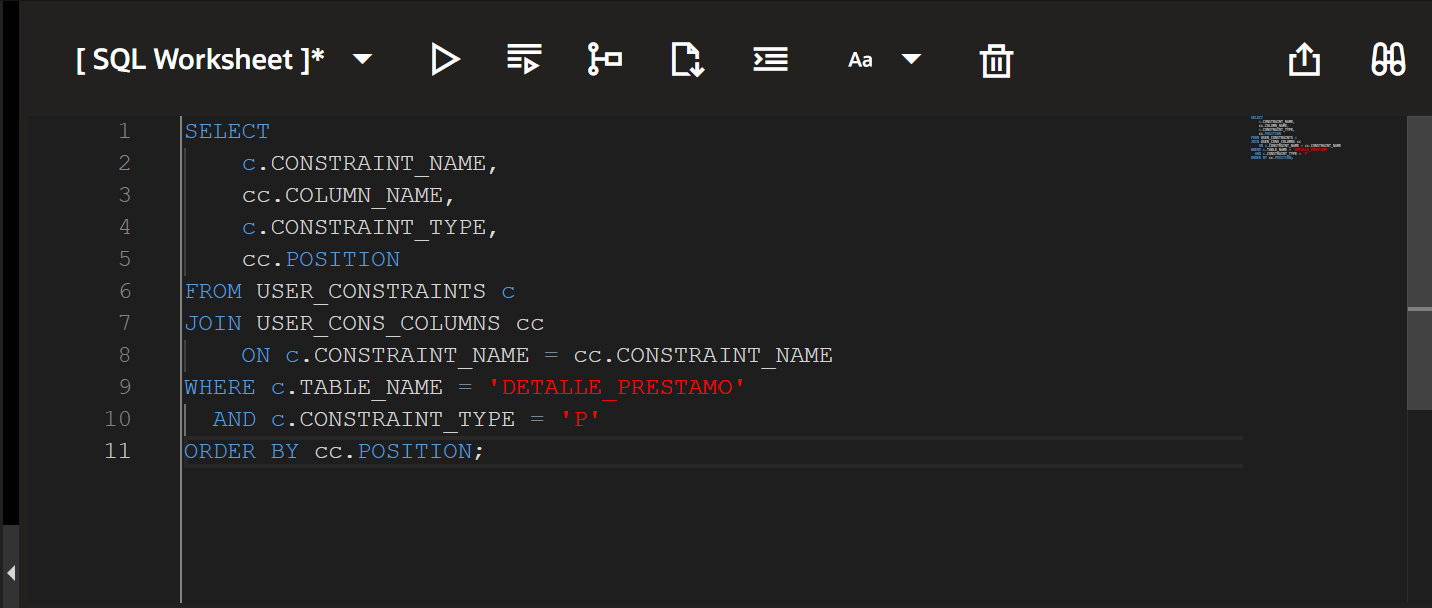 [ SQL Worksheet ]*
Aa
1 SELECT
2 c.CONSTRAINT_NAME,
3 cc.COLUMN_NAME,
4 c.CONSTRAINT_TYPE,
5 cc.POSITION
6 FROM USER_CONSTRAINTS c
7 JOIN USER_CONS_COLUMNS cc
8 ON c.CONSTRAINT_NAME = cc.CONSTRAINT_NAME
9 WHERE c.TABLE_NAME = 'DETALLE_PRESTAMO'
10 AND c.CONSTRAINT_TYPE = 'P'
11 ORDER BY cc.POSITION;